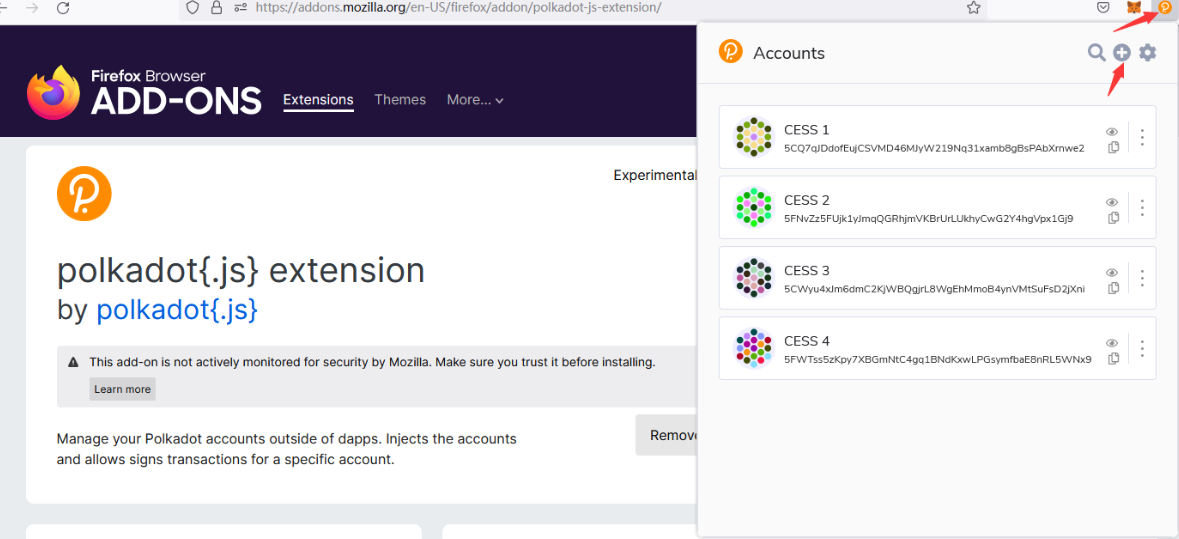 https://addons.mozilla.org/en-US/firefox/addon/polkadot-js-extension/
Firefox Browser
ADD-ONS
Extensions
Themes
More...
Experimental
polkadot{.js} extension
by polkadot{.js}
This add-on is not actively monitored for security by Mozilla. Make sure you trust it before installing.
Learn more
Manage your Polkadot accounts outside of dapps. Injects the accounts
and allows signs transactions for a specific account.
Remove
Accounts
CESS 1
5CQ7qJDdofEujCSVMD46MJyW219Nq31xamb8gBsPAbXrnwe2
CESS 2
5FNvZz5FUjk1yJmqQGRhjmVKBrUrLUkhyCwG2Y4hgVpx1Gj9
CESS 3
5CWyu4xJm6dmC2KjWBQgjrL8WgEhMmoB4ynVMtSuFsD2jXni
CESS 4
5FWTss5zKpy7XBGmNtC4gq1BNdKxwLPGsymfbaE8nRL5WNx9